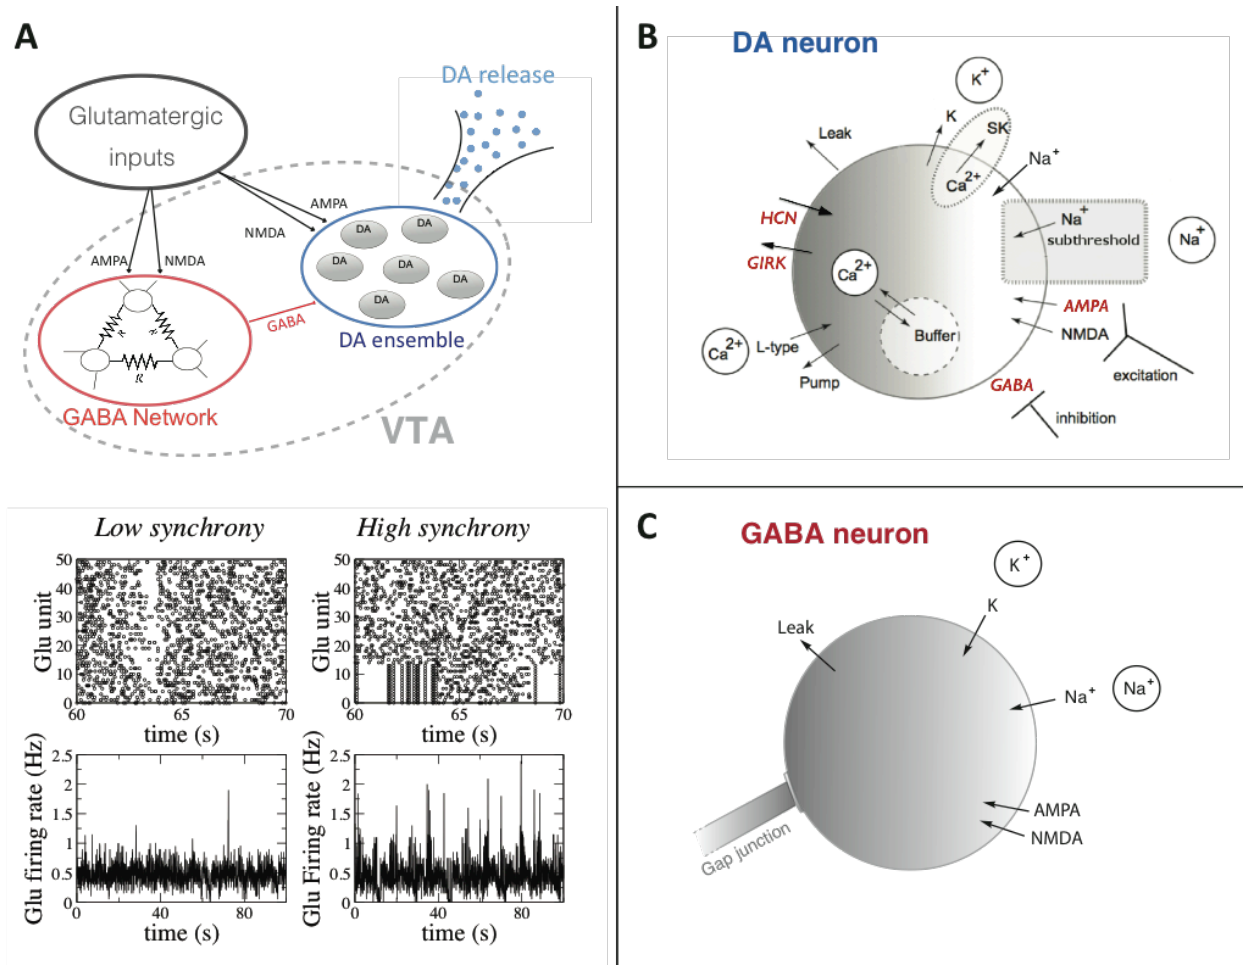 A
Glutamatergic
inputs
DA release
AMPA
NMDA
AMPA
NMDA
DA
DA
DA
DA
DA
DA
R
R
R
GABA
DA ensemble
GABA Network
VTA
Low synchrony
High synchrony
50
40
30
20
10
0
Glu unit
60
65
70
time (s)
50
40
30
20
10
0
Glu unit
60
65
70
time (s)
2.5
2
1.5
1
0.5
0
Glu firing rate (Hz)
0
40
80
time (s)
2.5
2
1.5
1
0.5
0
Glu Firing rate (Hz)
0
40
80
time (s)
B
DA neuron
K+
K
SK
Leak
Na+
Ca2+
HCN
GIRK
Na+
subthreshold
Na+
Ca2+
AMPA
NMDA
Buffer
Ca2+
L-type
Pump
GABA
excitation
inhibition
C
GABA neuron
K+
K
Leak
Na+
Na+
AMPA
NMDA
Gap junction